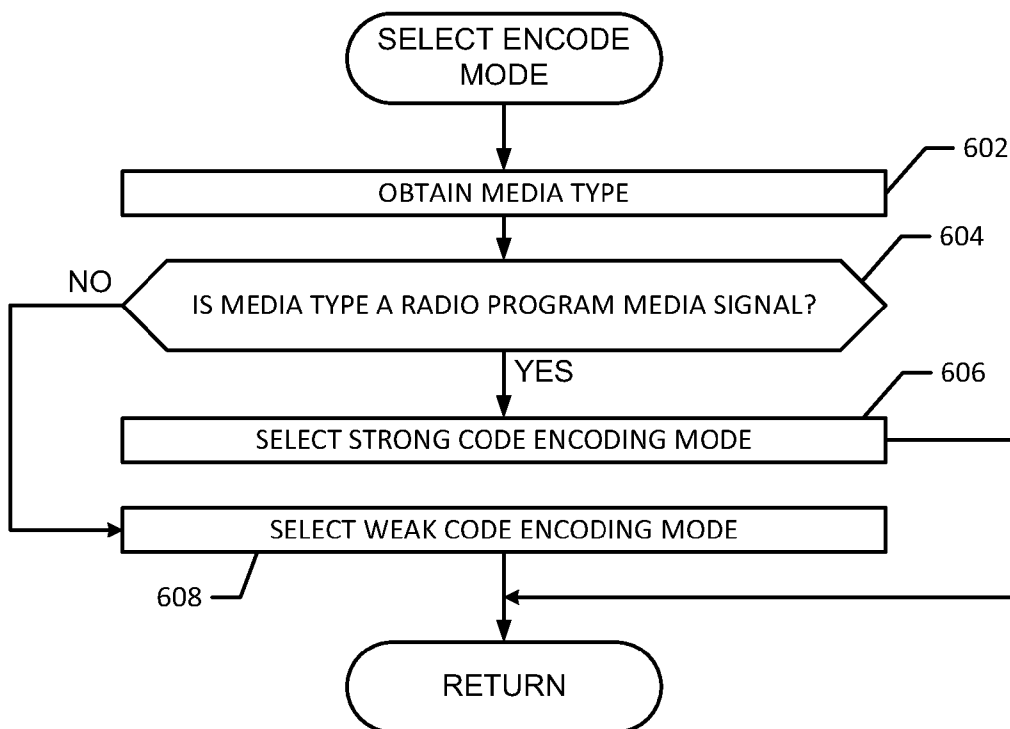 SELECT ENCODE
MODE
602
OBTAIN MEDIA TYPE
604
NO
IS MEDIA TYPE A RADIO PROGRAM MEDIA SIGNAL?
YES
606
SELECT STRONG CODE ENCODING MODE
SELECT WEAK CODE ENCODING MODE
608
RETURN